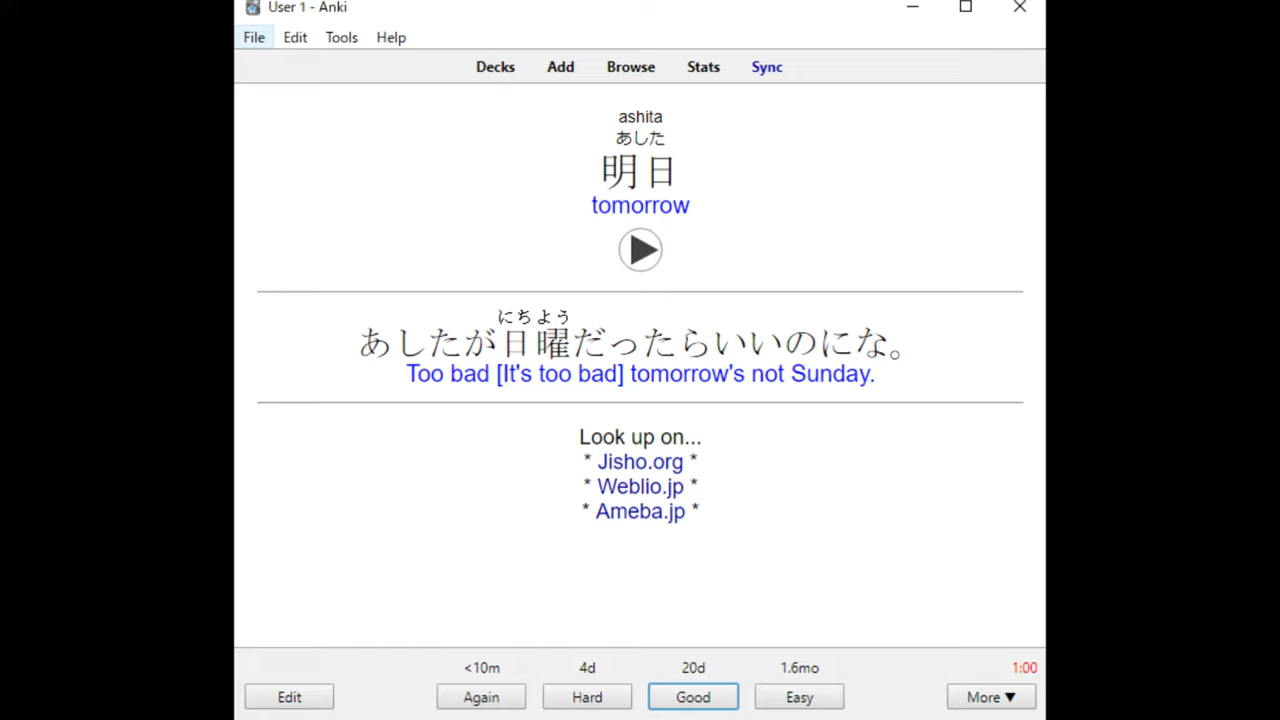 User 1 - Anki
File Edit Tools Help
Decks Add Browse Stats Sync
ashita
あした
明日
tomorrow
にちよう
あしたが日曜だったらいいのにな。
Too bad [It's too bad] tomorrow's not Sunday.
Look up on...
* Jisho.org *
* Weblio.jp *
* Ameba.jp *
<10m 4d 20d 1.6mo 1:00
Edit Again Hard Good Easy More ▼